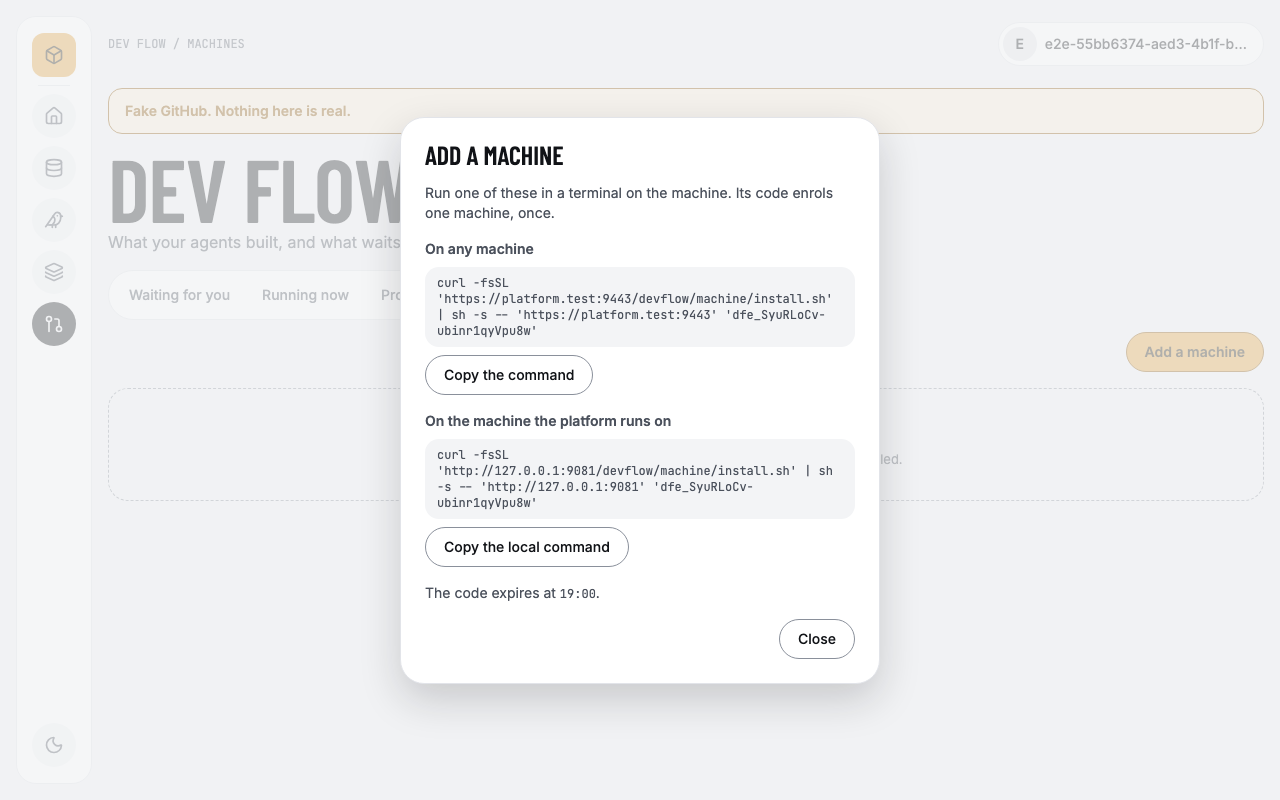 DEV FLOW / MACHINES
E
e2e-55bb6374-aed3-4b1f-b...
Fake GitHub. Nothing here is real.
DEV FLOW
What your agents built, and what waits
Waiting for you
Running now
Add a machine
led.
ADD A MACHINE
Run one of these in a terminal on the machine. Its code enrols
one machine, once.
On any machine
curl -fsSL
'https://platform.test:9443/devflow/machine/install.sh'
| sh -s -- 'https://platform.test:9443' 'dfe_SyuRLoCv-
ubinr1qyVpu8w'
Copy the command
On the machine the platform runs on
curl -fsSL
'http://127.0.0.1:9081/devflow/machine/install.sh' | sh
-s -- 'http://127.0.0.1:9081' 'dfe_SyuRLoCv-
ubinr1qyVpu8w'
Copy the local command
The code expires at 19:00.
Close